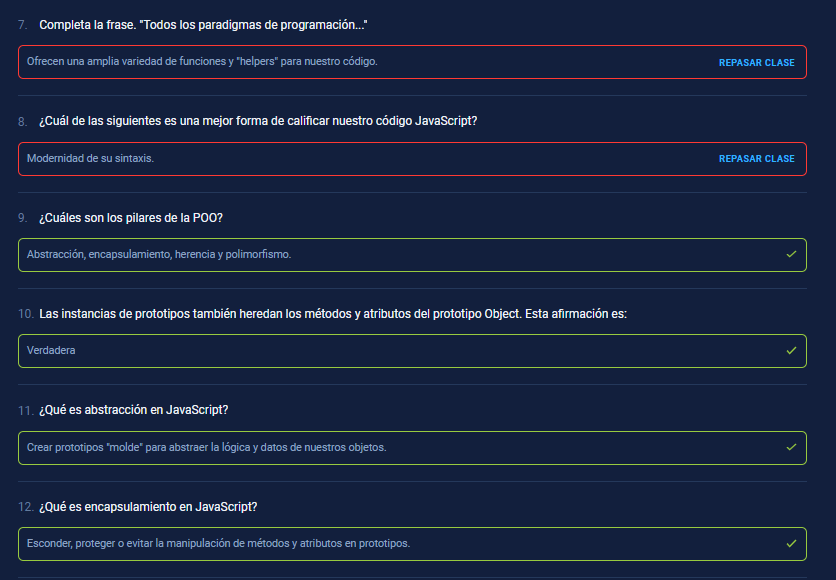 7. Completa la frase. "Todos los paradigmas de programación..."
Ofrecen una amplia variedad de funciones y "helpers" para nuestro código. REPASAR CLASE
8. ¿Cuál de las siguientes es una mejor forma de calificar nuestro código JavaScript?
Modernidad de su sintaxis. REPASAR CLASE
9. ¿Cuáles son los pilares de la POO?
Abstracción, encapsulamiento, herencia y polimorfismo.
10. Las instancias de prototipos también heredan los métodos y atributos del prototipo Object. Esta afirmación es:
Verdadera
11. ¿Qué es abstracción en JavaScript?
Crear prototipos "molde" para abstraer la lógica y datos de nuestros objetos.
12. ¿Qué es encapsulamiento en JavaScript?
Esconder, proteger o evitar la manipulación de métodos y atributos en prototipos.